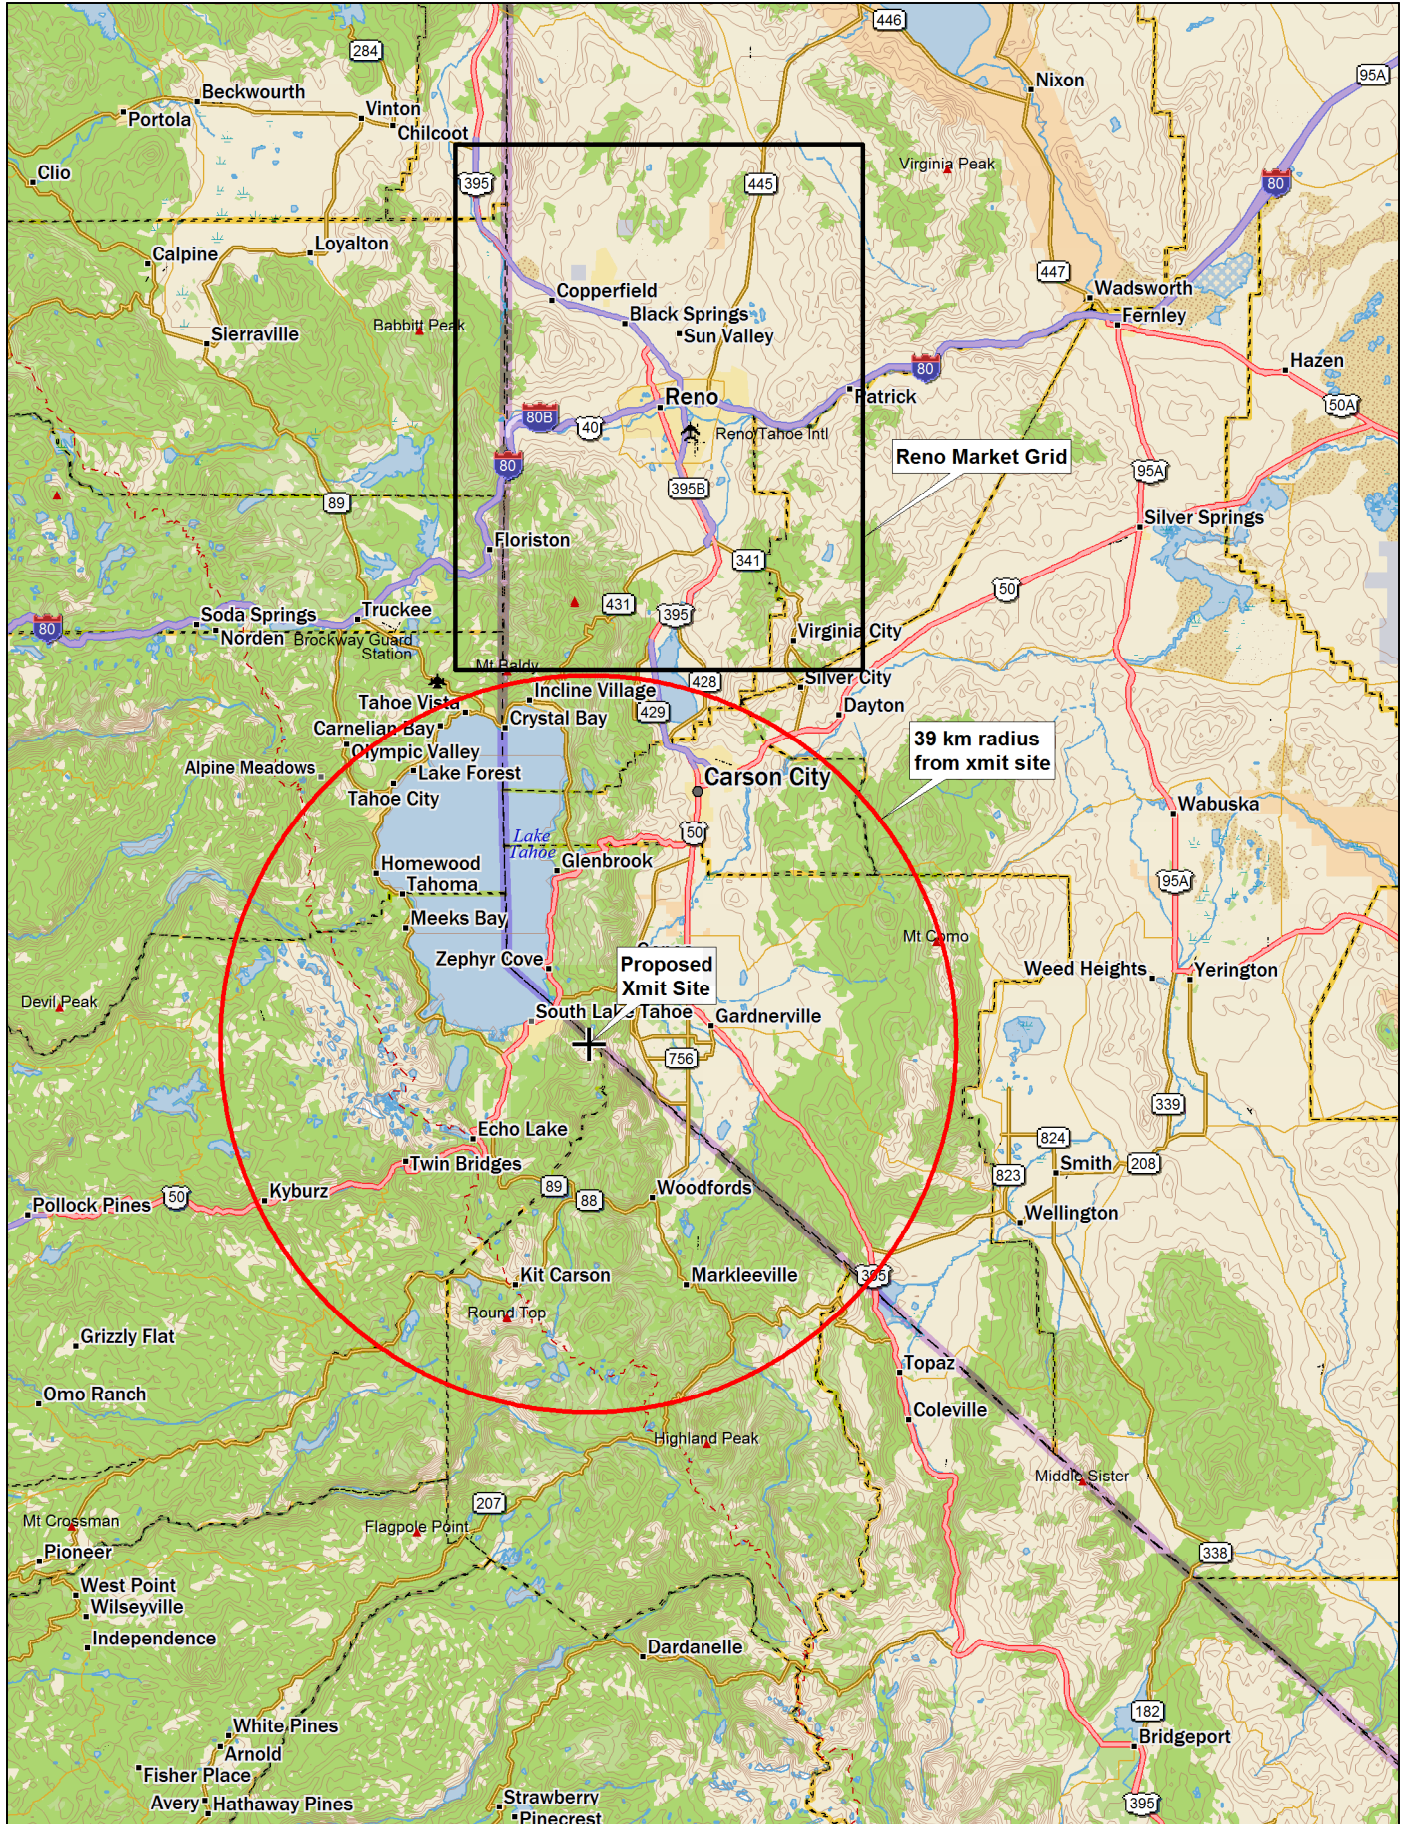 446
284
Nixon
95A
Beckwourth
Portola
Vinton
Chilcoot
Clio
Virginia Peak
395
445
80
Calpine
Loyalton
447
Copperfield
Wadsworth
Babbitt Peak
Black Springs
Fernley
Sierraville
Sun Valley
Hazen
80
Patrick
Reno
50A
80B
40
Reno/Tahoe Intl
Reno Market Grid
80
95A
395B
89
Silver Springs
Floriston
341
50
Soda Springs
Truckee
431
395
80
Norden
Brockway Guard
Station
Virginia City
Mt Baldy
Silver City
428
Incline Village
Tahoe Vista
429
Dayton
Crystal Bay
Carnelian Bay
Olympic Valley
39 km radius
from xmit site
Alpine Meadows
Lake Forest
Carson City
Tahoe City
Wabuska
50
Lake
Tahoe
Glenbrook
Homewood
Tahoma
95A
Meeks Bay
Mt Como
Zephyr Cove
Proposed
Xmit Site
Weed Heights
Yerington
Devil Peak
South Lake Tahoe
Gardnerville
756
339
Echo Lake
824
Twin Bridges
Smith
208
823
Kyburz
89
88
Woodfords
50
Pollock Pines
Wellington
Kit Carson
Markleeville
395
Round Top
Grizzly Flat
Topaz
Omo Ranch
Coleville
Highland Peak
Middle Sister
207
Mt Crossman
Flagpole Point
Pioneer
338
West Point
Wilseyville
Independence
Dardanelle
182
White Pines
Arnold
Bridgeport
Fisher Place
Avery
Hathaway Pines
Strawberry
Pinecrest
395